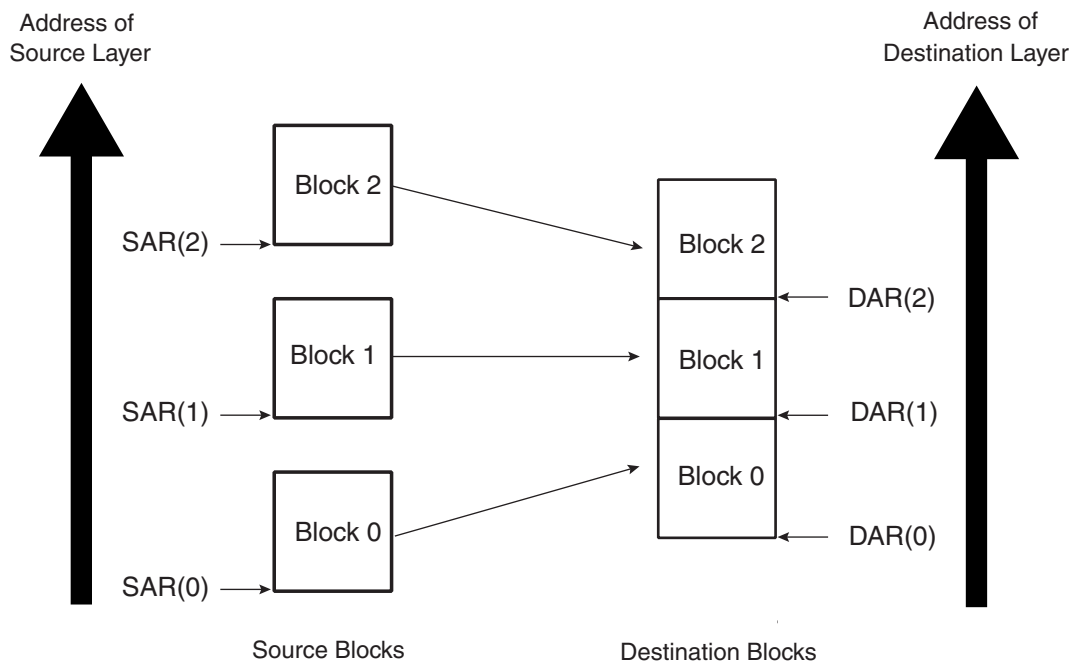 Address of
Source Layer
Address of
Destination Layer
Block 2
SAR(2)
Block 2
DAR(2)
Block 1
Block 1
SAR(1)
DAR(1)
Block 0
Block 0
DAR(0)
SAR(0)
Source Blocks
Destination Blocks